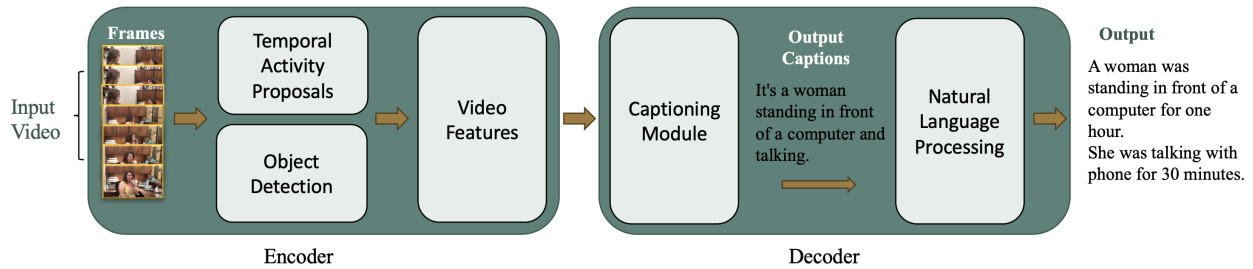 Input
Video
Frames
Temporal
Activity
Proposals
Object
Detection
Video
Features
Encoder
Captioning
Module
Output
Captions
It's a woman
standing in front
of a computer and
talking.
Natural
Language
Processing
Decoder
Output
A woman was
standing in front of a
computer for one
hour.
She was talking with
phone for 30 minutes.